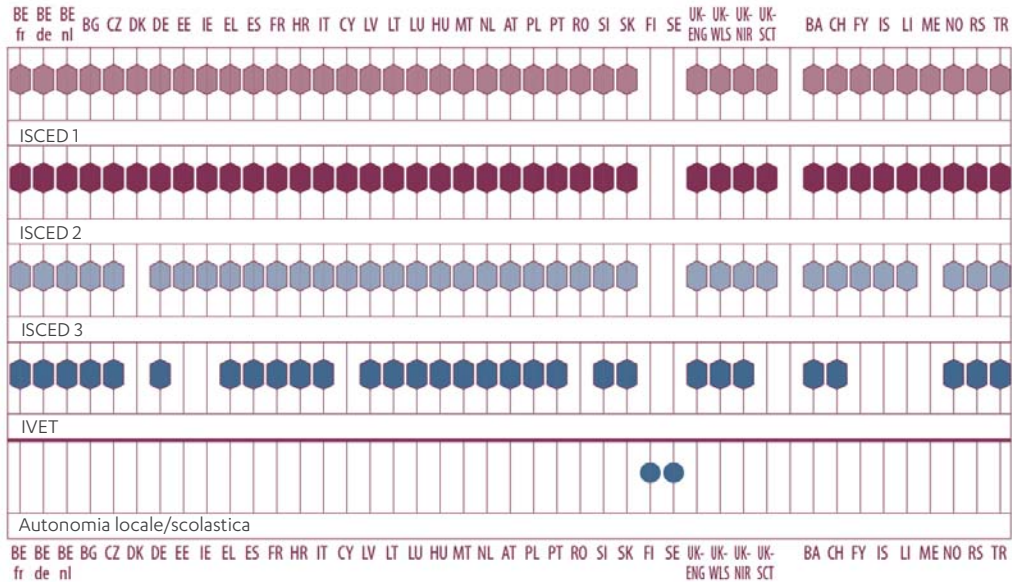 BE BE BE BG CZ DK DE EE IE EL ES FR HR IT CY LV LT LU HU MT NL AT PL PT RO SI SK FI SE UK- UK- UK- UK- BA CH FY IS LI ME NO RS TR
fr de nl ENG WLS NIR SCT
ISCED 1
ISCED 2
ISCED 3
IVET
Autonomia locale/scolastica
BE BE BE BG CZ DK DE EE IE EL ES FR HR IT CY LV LT LU HU MT NL AT PL PT RO SI SK FI SE UK- UK- UK- UK- BA CH FY IS LI ME NO RS TR
fr de nl ENG WLS NIR SCT